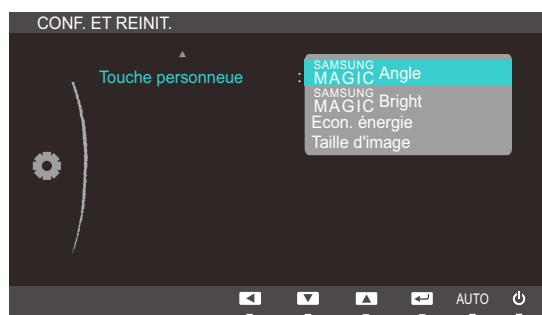 CONF. ET REINIT.
Touche personneue : SAMSUNG MAGIC Angle
SAMSUNG MAGIC Bright
Econ. énergie
Taille d'image
AUTO